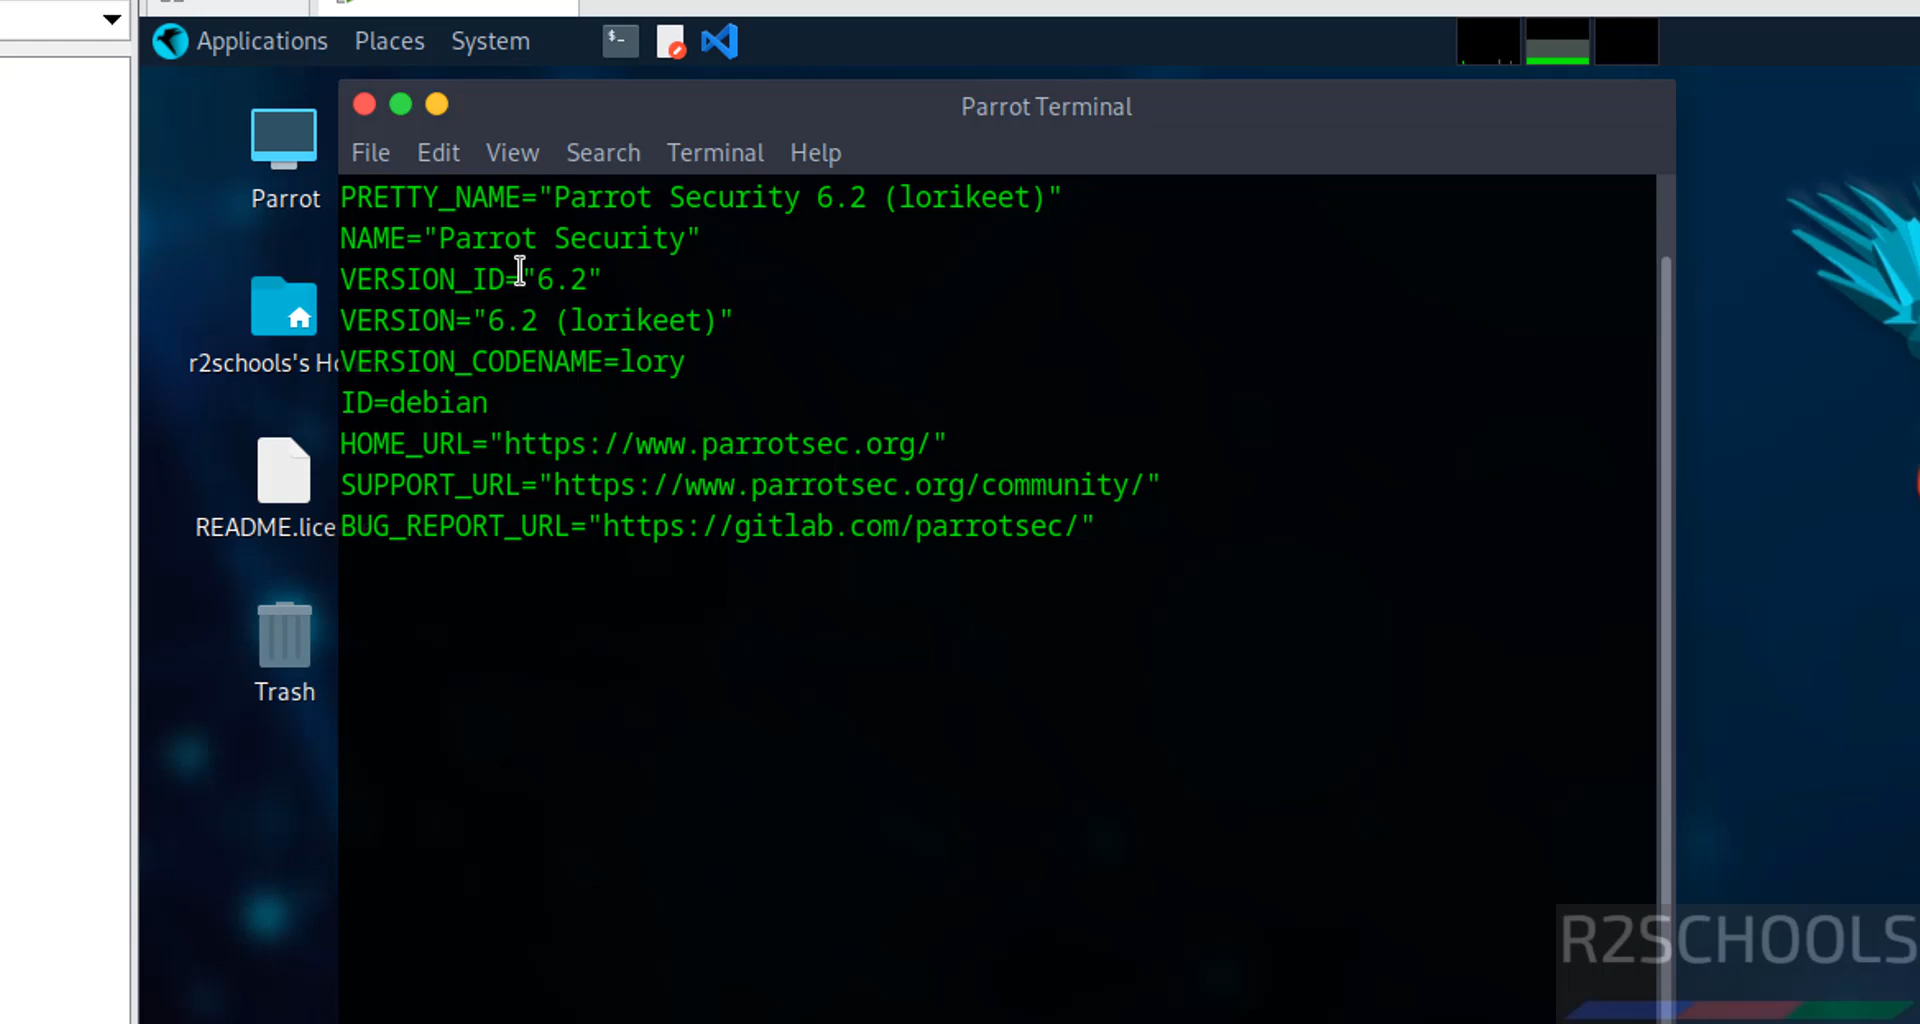 Applications Places System
Parrot Terminal
File Edit View Search Terminal Help
Parrot
r2schools's
README.lice
Trash
PRETTY_NAME="Parrot Security 6.2 (lorikeet)"
NAME="Parrot Security"
VERSION_ID="6.2"
VERSION="6.2 (lorikeet)"
VERSION_CODENAME=lory
ID=debian
HOME_URL="https://www.parrotsec.org/"
SUPPORT_URL="https://www.parrotsec.org/community/"
BUG_REPORT_URL="https://gitlab.com/parrotsec/"
R2SCHOOLS